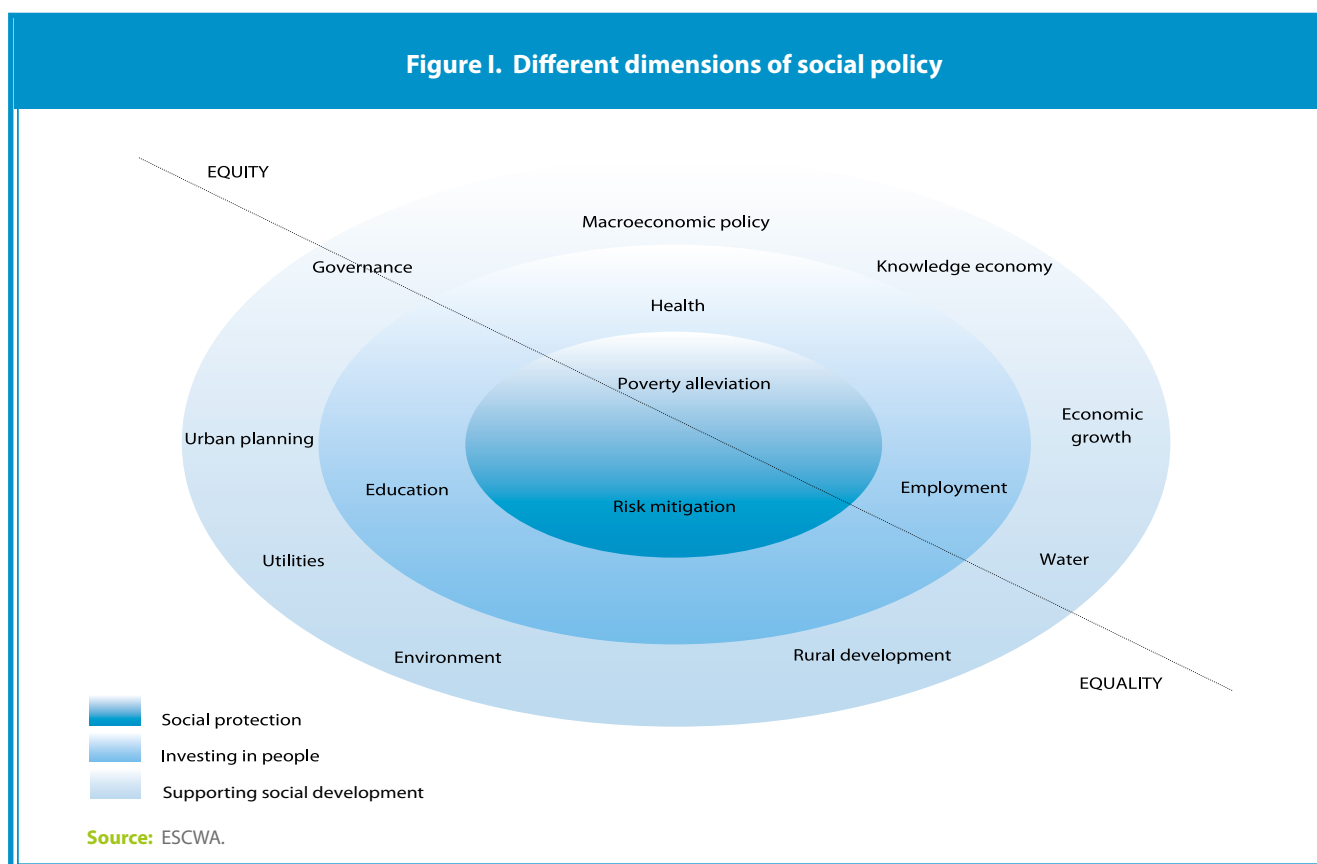 Figure I. Different dimensions of social policy
EQUITY
Macroeconomic policy
Governance
Knowledge economy
Health
Poverty alleviation
Urban planning
Economic
growth
Education
Employment
Risk mitigation
Utilities
Water
Environment
Rural development
EQUALITY
Social protection
Investing in people
Supporting social development
Source: ESCWA.